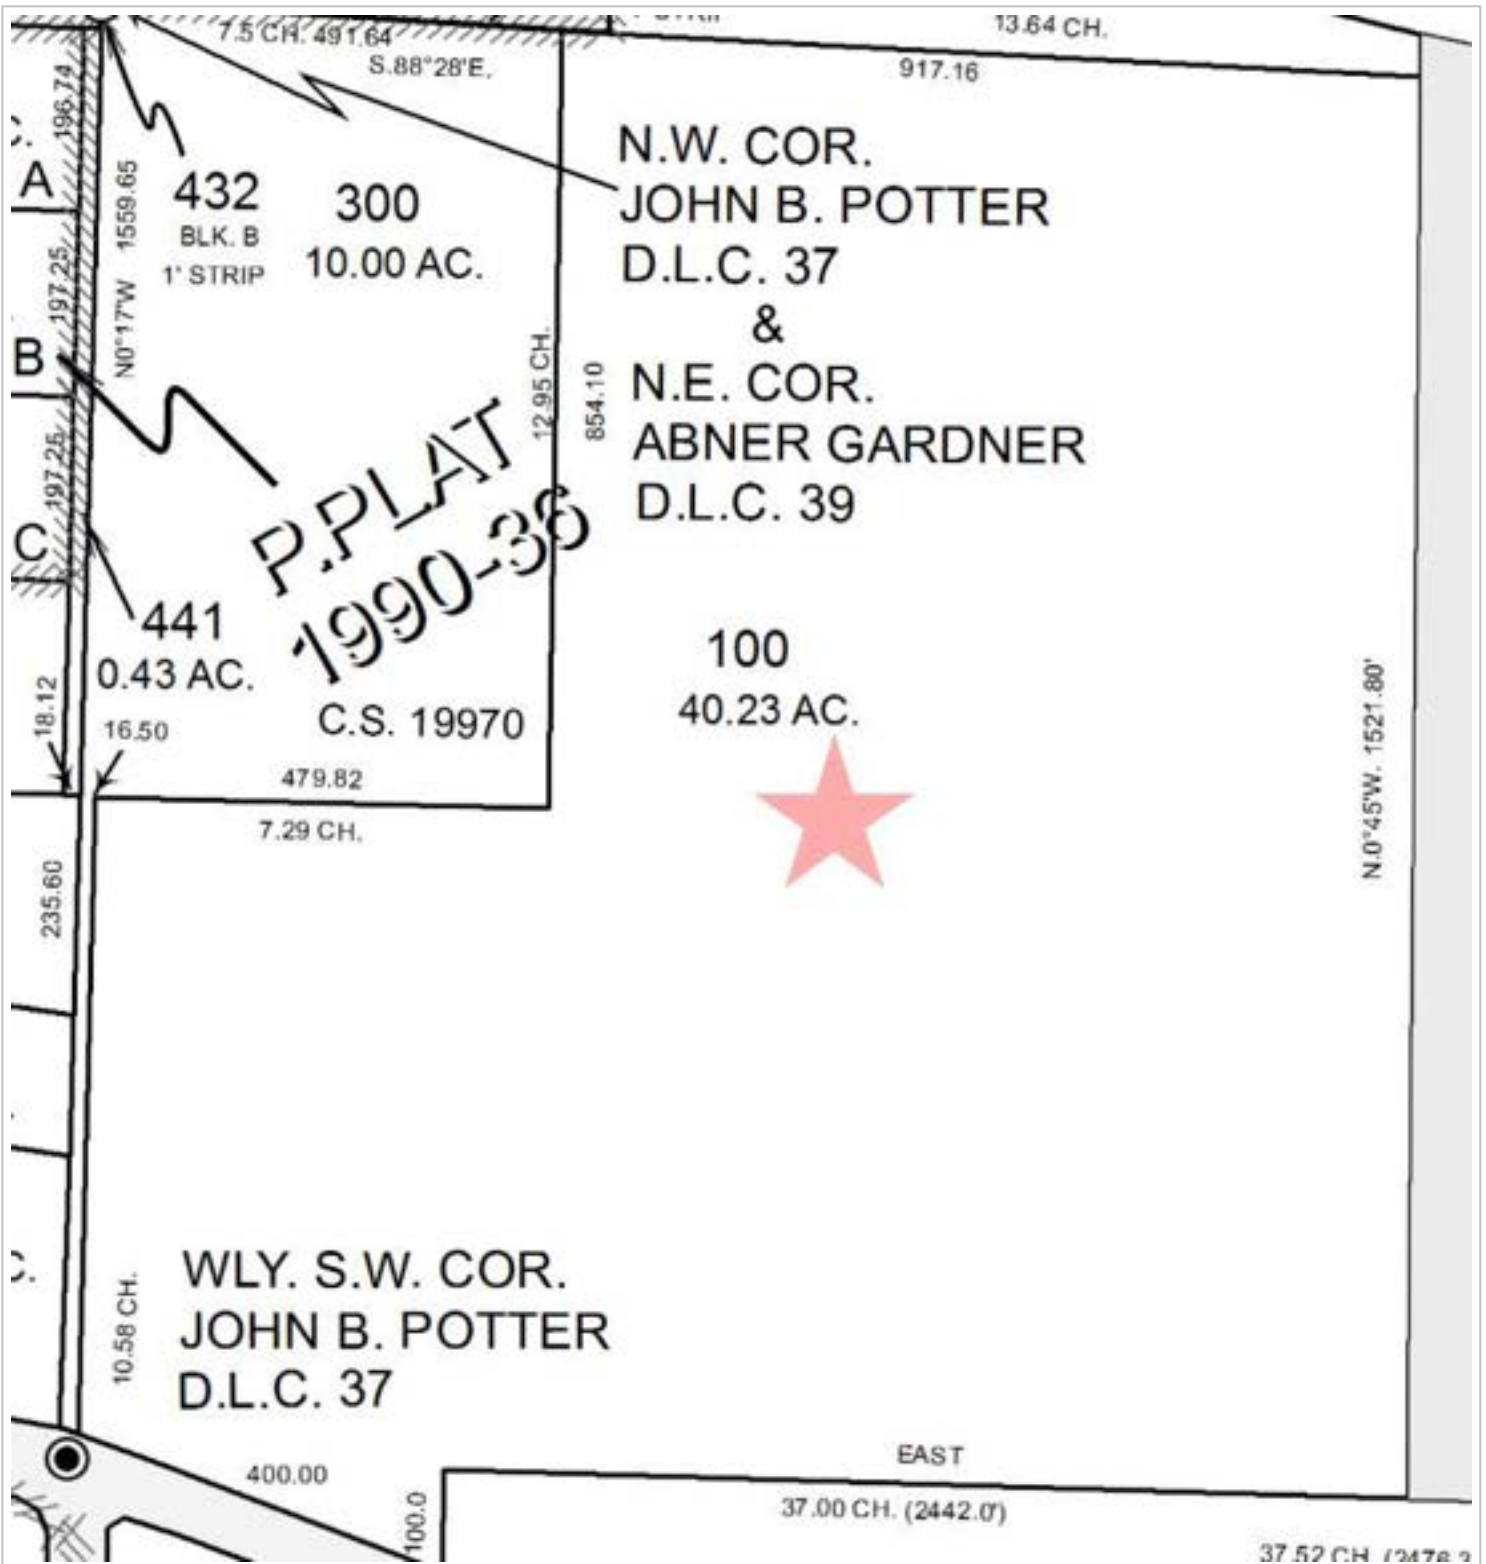 13.64 CH.
7.5 CH. 491.64
S.88°28'E.
917.16
196.74
A
N0°17'W 1559.65
432
BLK. B
1' STRIP
300
10.00 AC.
N.W. COR.
JOHN B. POTTER
D.L.C. 37
&
N.E. COR.
ABNER GARDNER
D.L.C. 39
197.25
B
12.95 CH.
854.10
197.25
C
P.PLAT
1990-36
441
0.43 AC.
C.S. 19970
100
40.23 AC.
N.0°45'W. 1521.80'
18.12
16.50
479.82
7.29 CH.
235.60
10.58 CH.
WLY. S.W. COR.
JOHN B. POTTER
D.L.C. 37
400.00
100.0
EAST
37.00 CH. (2442.0')
37.52 CH.